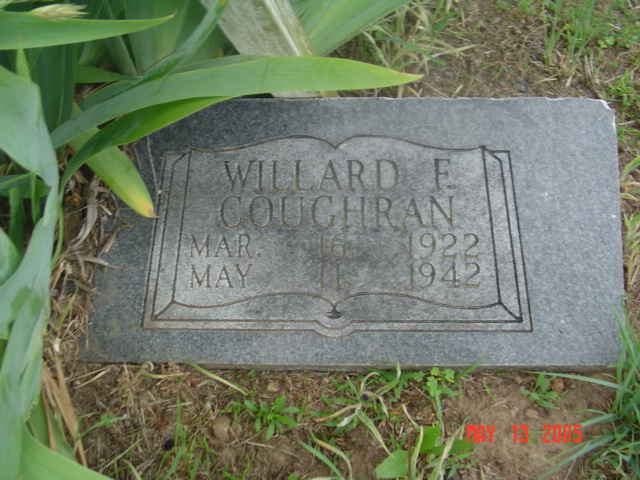 WILLARD F.
COUGHRAN
MAR. 16, 1922
MAY 11, 1942
MAY 13 2005